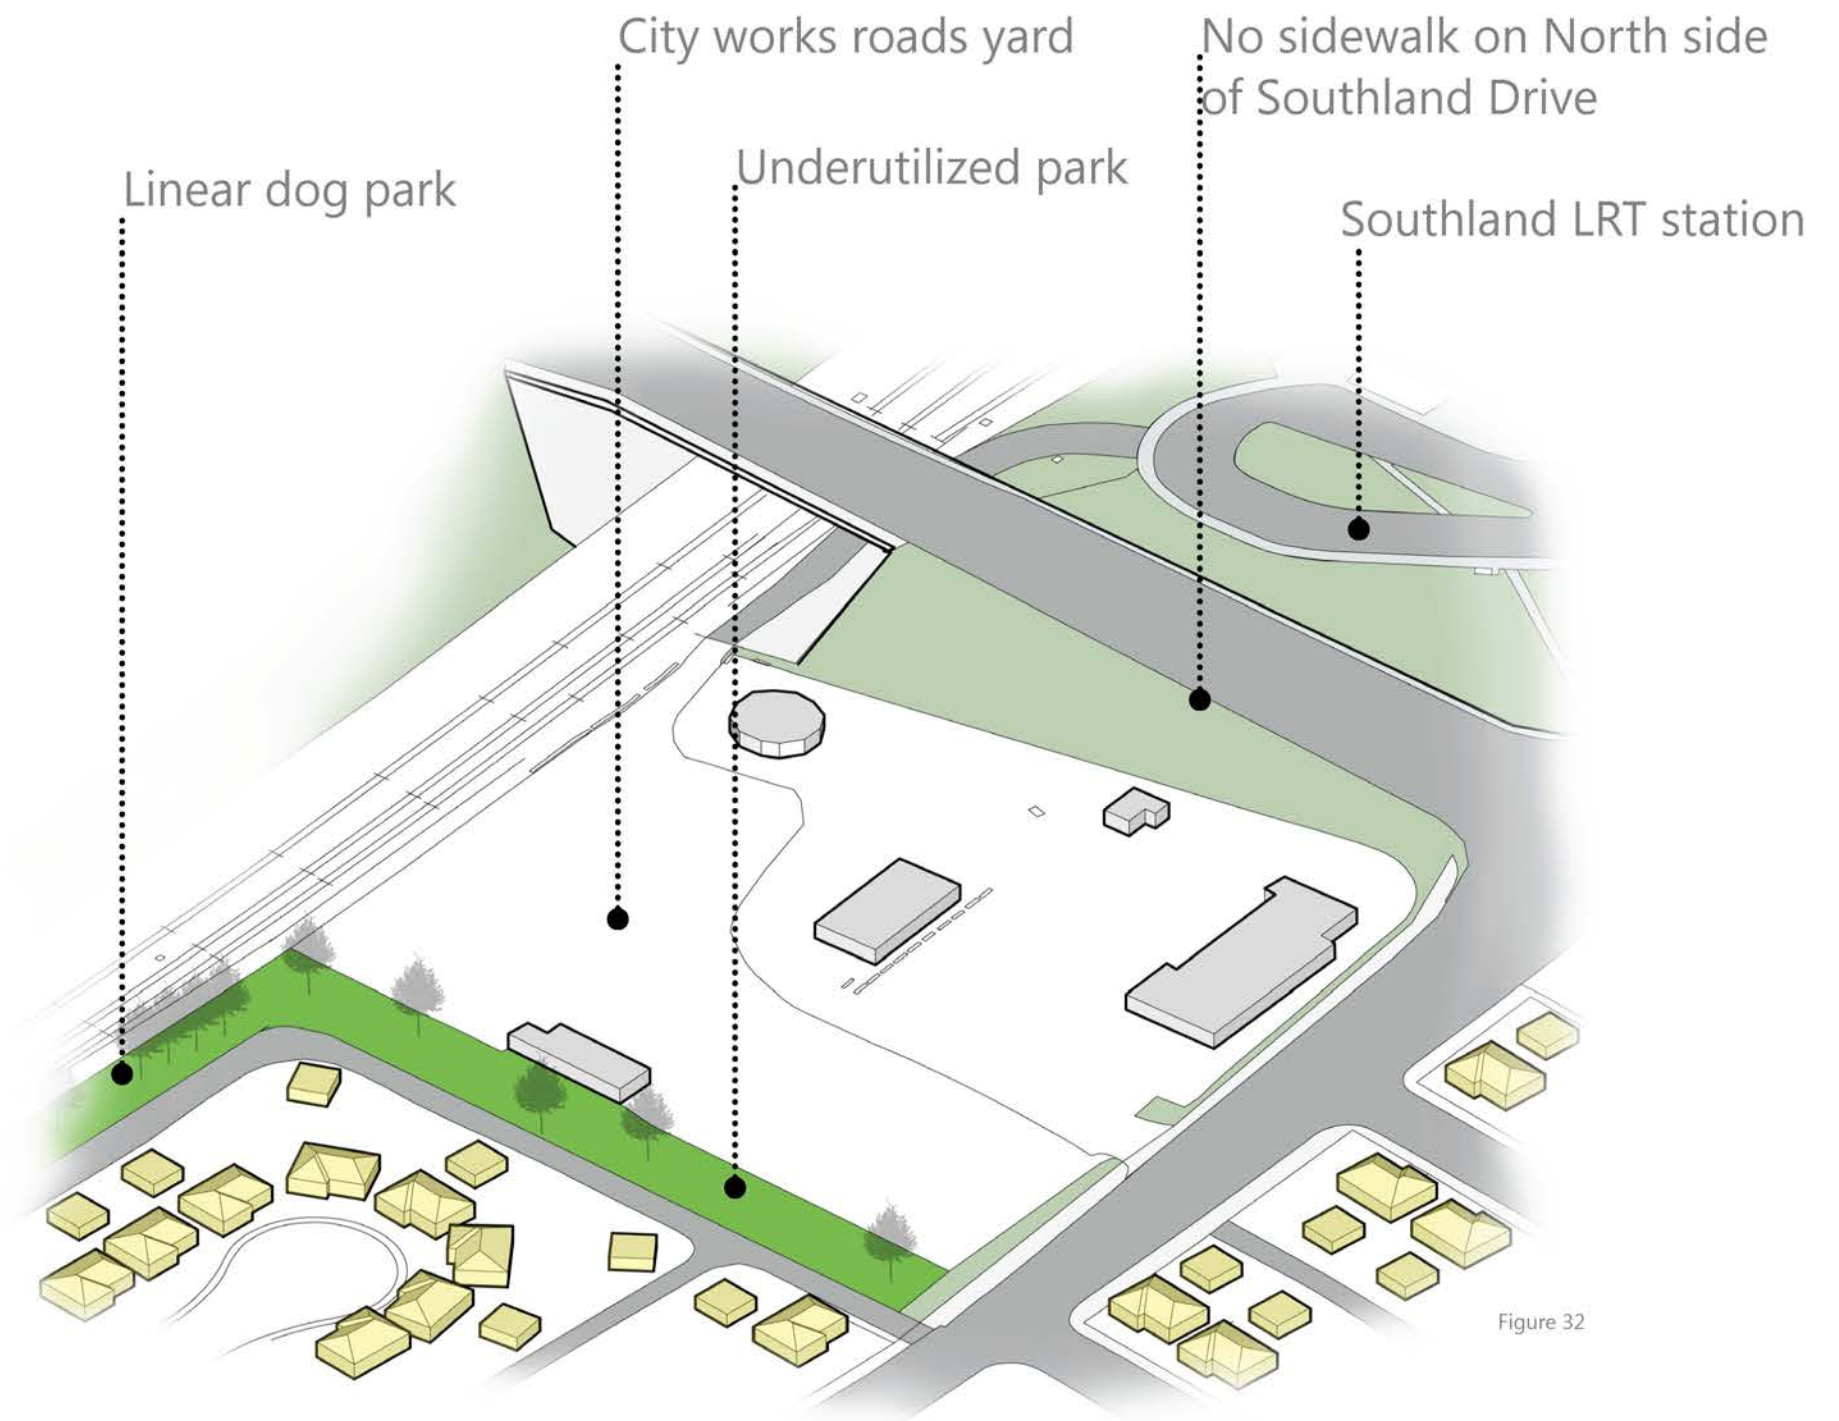 City works roads yard
No sidewalk on North side
of Southland Drive
Underutilized park
Linear dog park
Southland LRT station
Figure 32